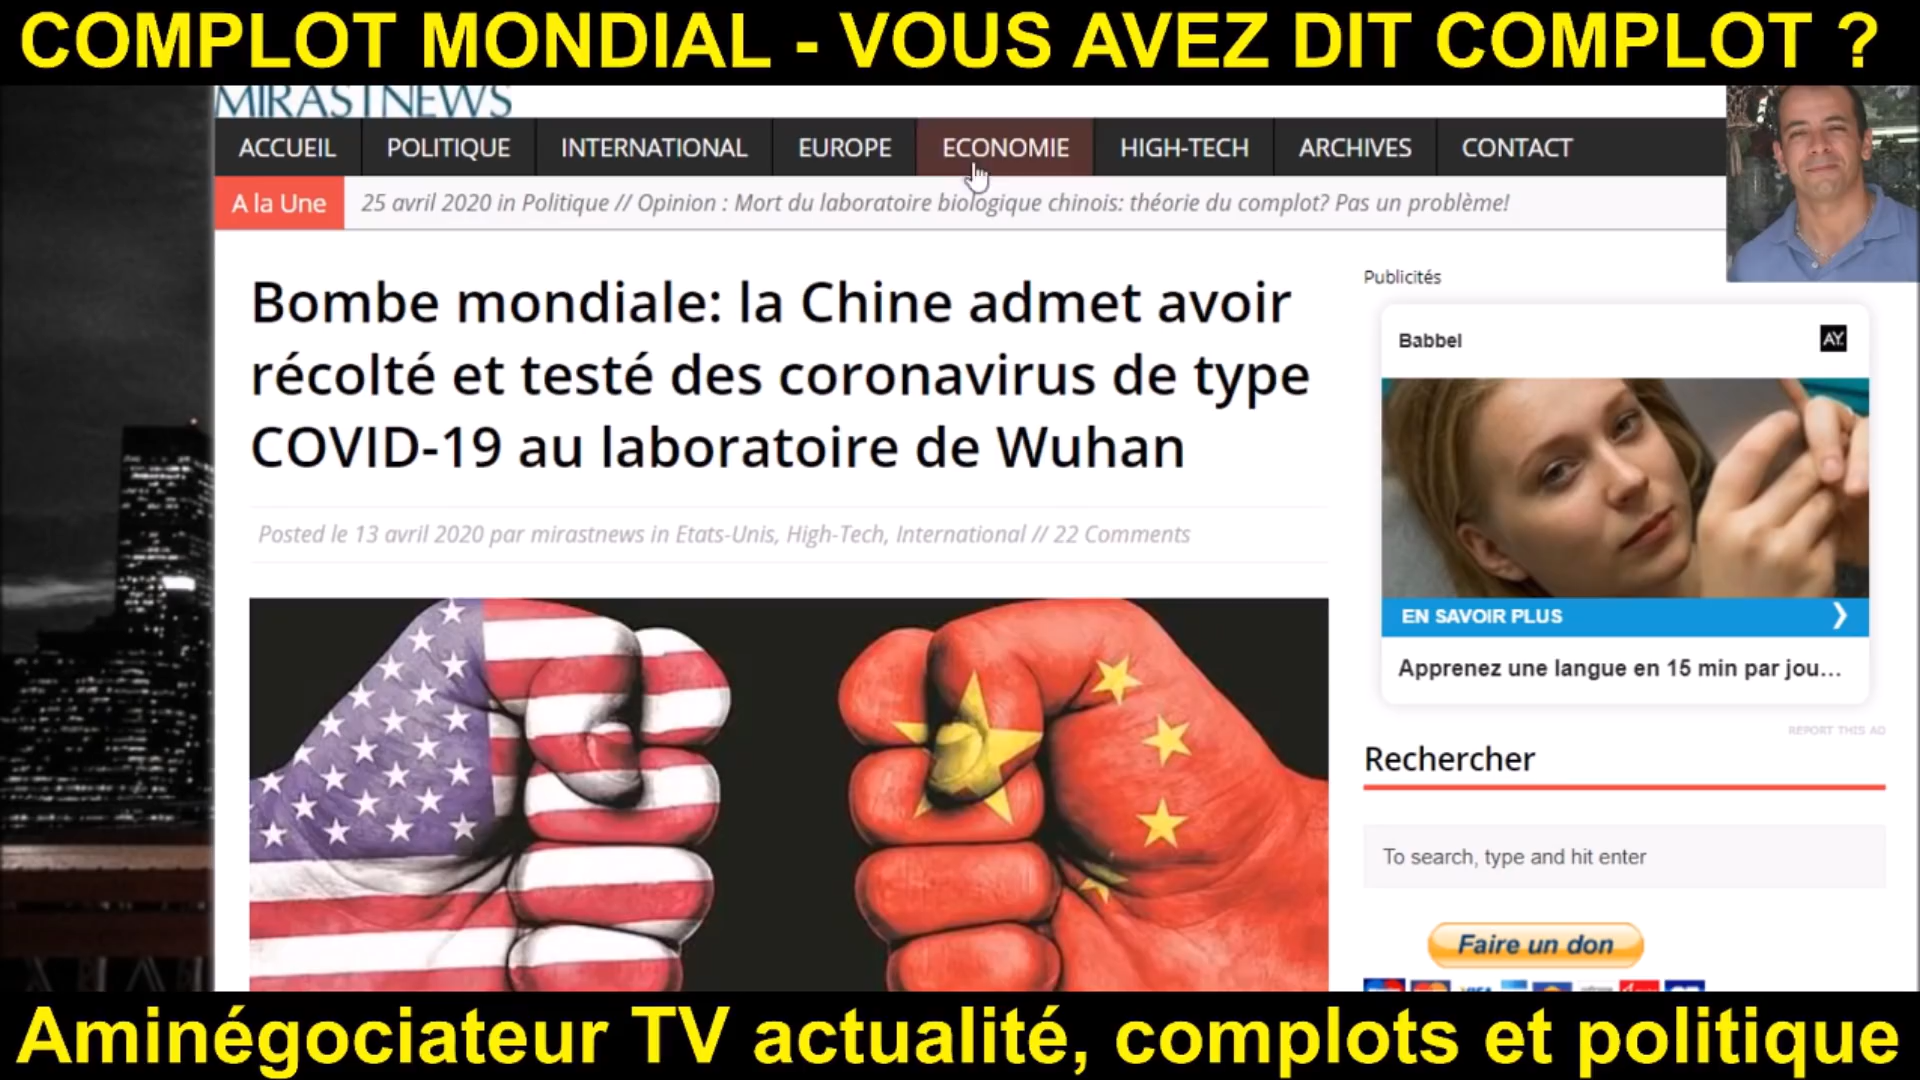 COMPLOT MONDIAL - VOUS AVEZ DIT COMPLOT ?
MIRASTNEWS
ACCUEIL POLITIQUE INTERNATIONAL EUROPE ECONOMIE HIGH-TECH ARCHIVES CONTACT
A la Une 25 avril 2020 in Politique // Opinion : Mort du laboratoire biologique chinois: théorie du complot? Pas un problème!
Bombe mondiale: la Chine admet avoir
récolté et testé des coronavirus de type
COVID-19 au laboratoire de Wuhan
Posted le 13 avril 2020 par mirastnews in Etats-Unis, High-Tech, International // 22 Comments
Publicités
Babbel
AY.
EN SAVOIR PLUS
Apprenez une langue en 15 min par jou...
REPORT THIS AD
Rechercher
To search, type and hit enter
Faire un don
Aminégociateur TV actualité, complots et politique